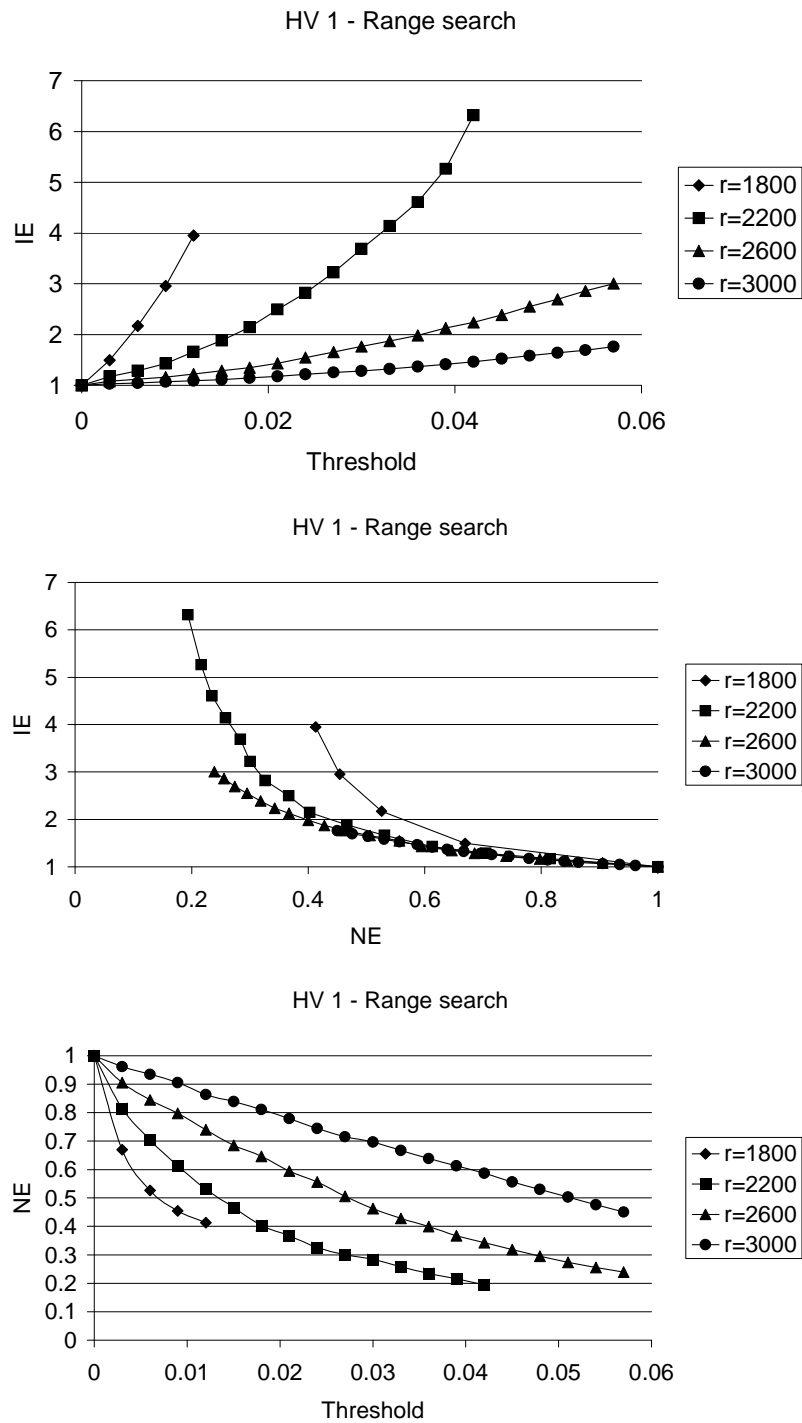 HV 1 - Range search
7
6
5
4
3
2
1
IE
0
0.02
0.04
0.06
Threshold
r=1800
r=2200
r=2600
r=3000
HV 1 - Range search
7
6
5
4
3
2
1
IE
0
0.2
0.4
0.6
0.8
1
NE
r=1800
r=2200
r=2600
r=3000
HV 1 - Range search
1
0.9
0.8
0.7
0.6
0.5
0.4
0.3
0.2
0.1
0
NE
0
0.01
0.02
0.03
0.04
0.05
0.06
Threshold
r=1800
r=2200
r=2600
r=3000